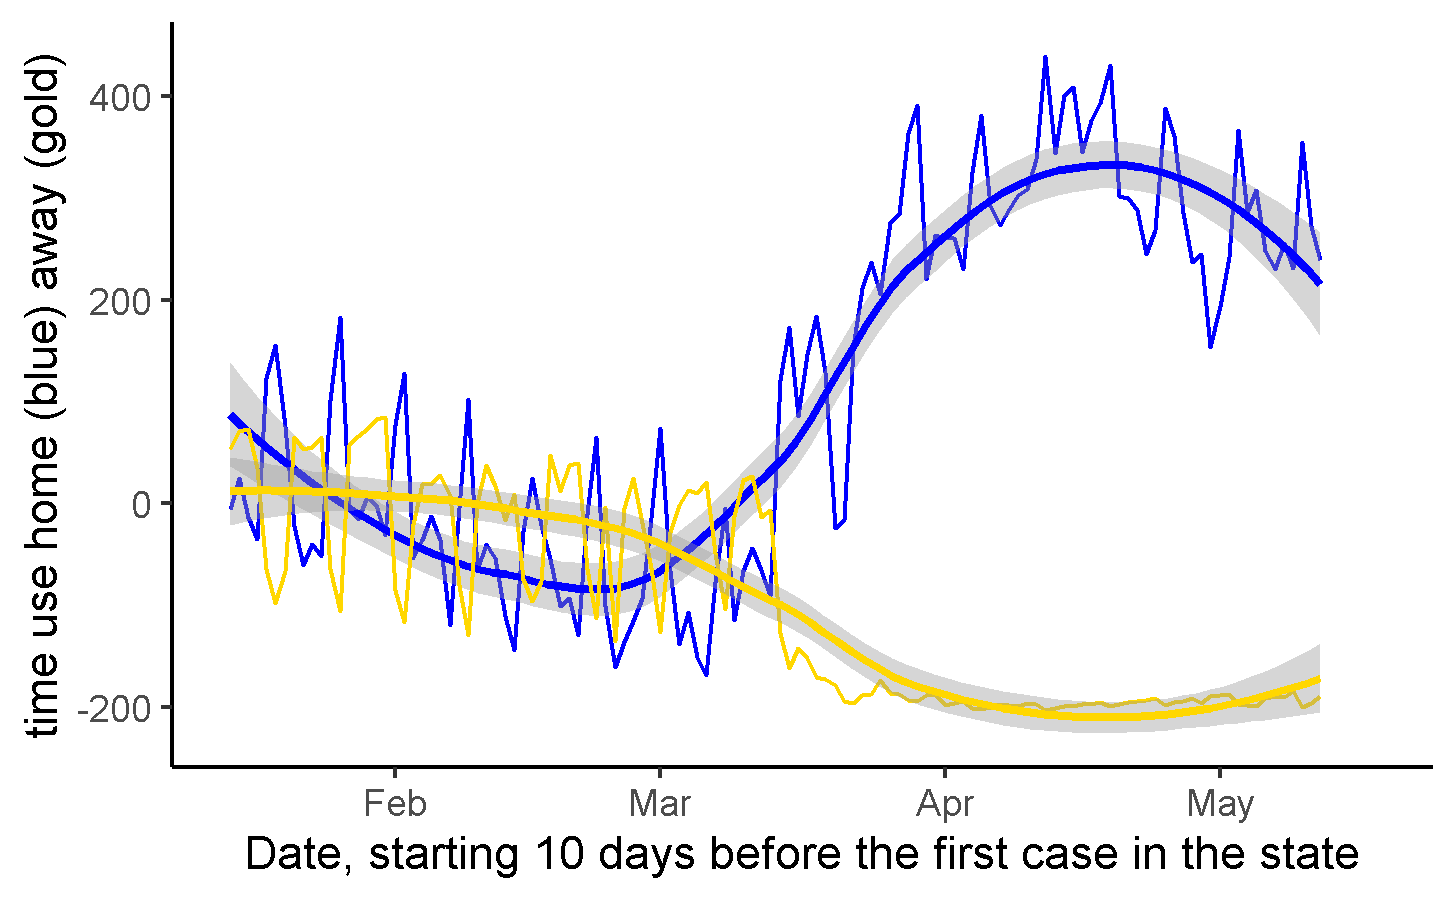 time use home (blue) away (gold)
400
200
0
-200
Feb Mar Apr May
Date, starting 10 days before the first case in the state